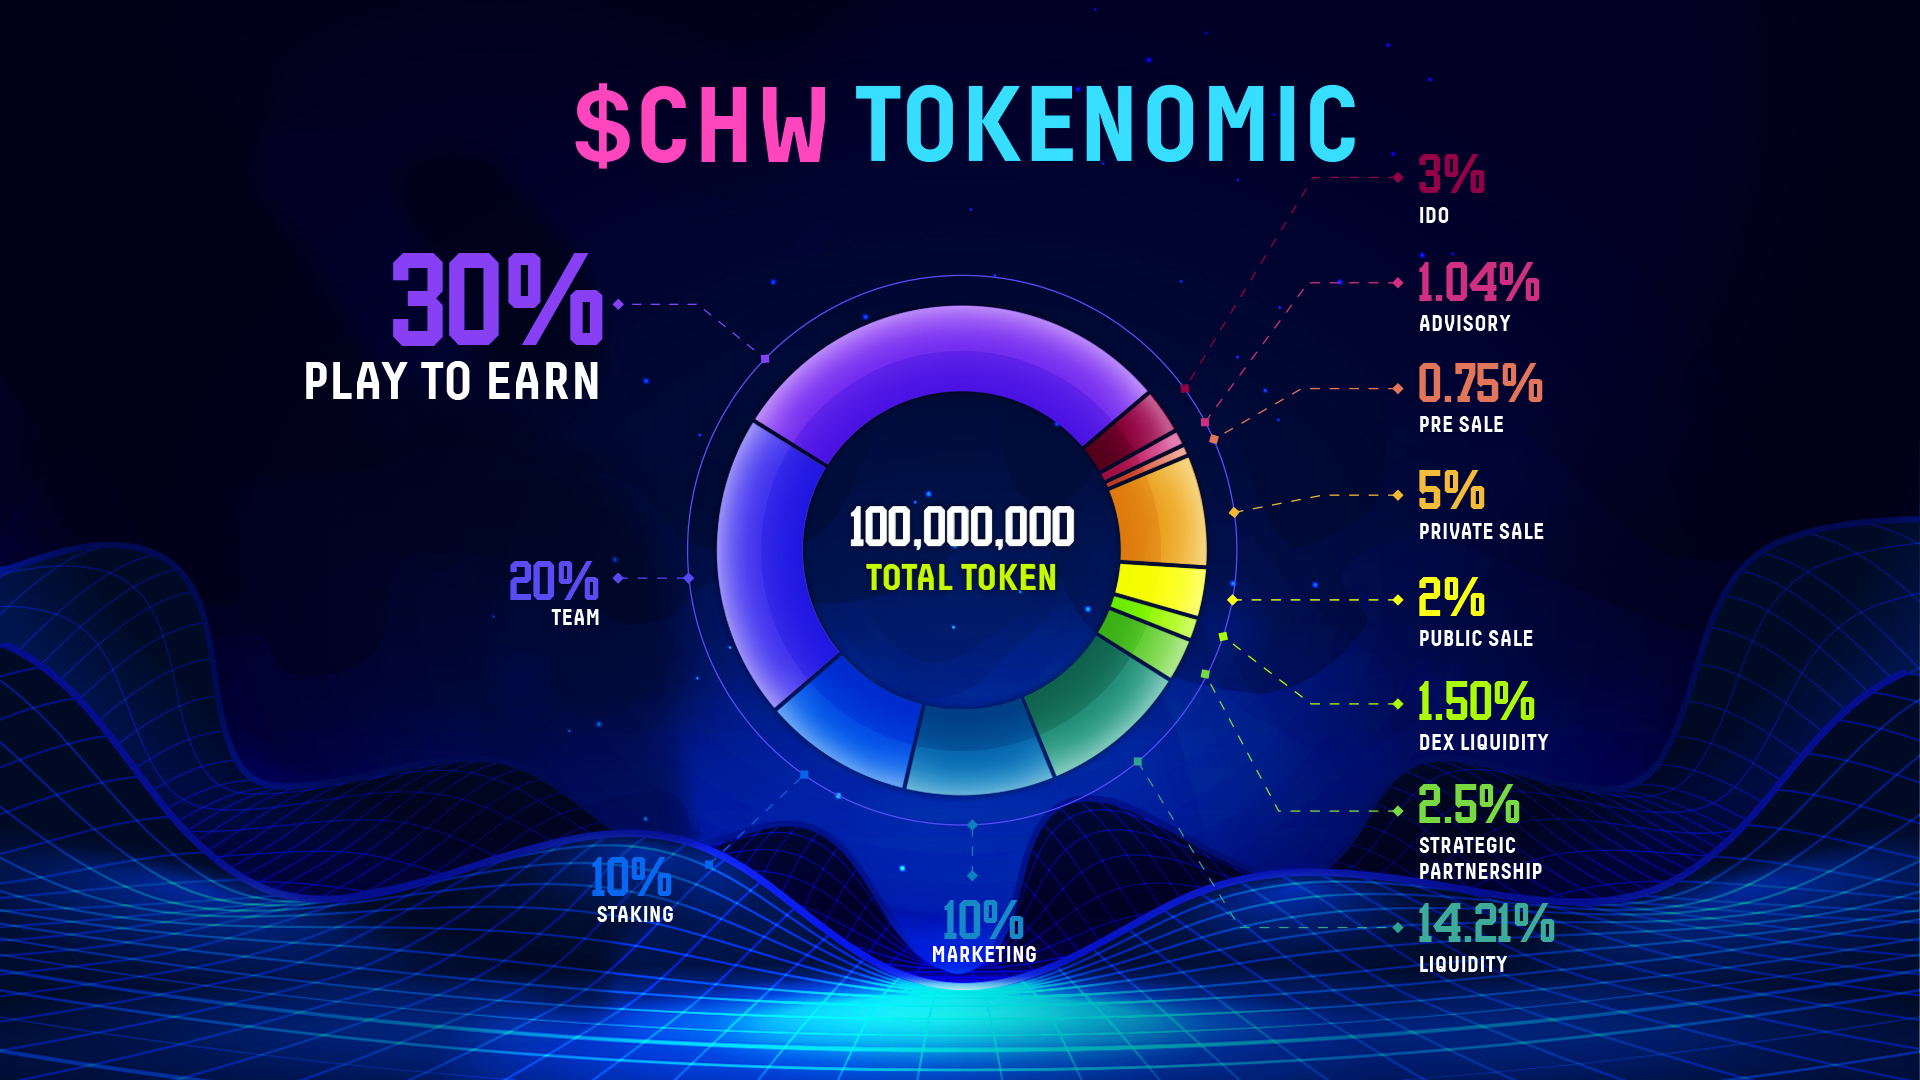 $CHW TOKENOMIC
30%
PLAY TO EARN
20%
TEAM
10%
STAKING
10%
MARKETING
100,000,000
TOTAL TOKEN
3%
IDO
1.04%
ADVISORY
0.75%
PRE SALE
5%
PRIVATE SALE
2%
PUBLIC SALE
1.50%
DEX LIQUIDITY
2.5%
STRATEGIC
PARTNERSHIP
14.21%
LIQUIDITY